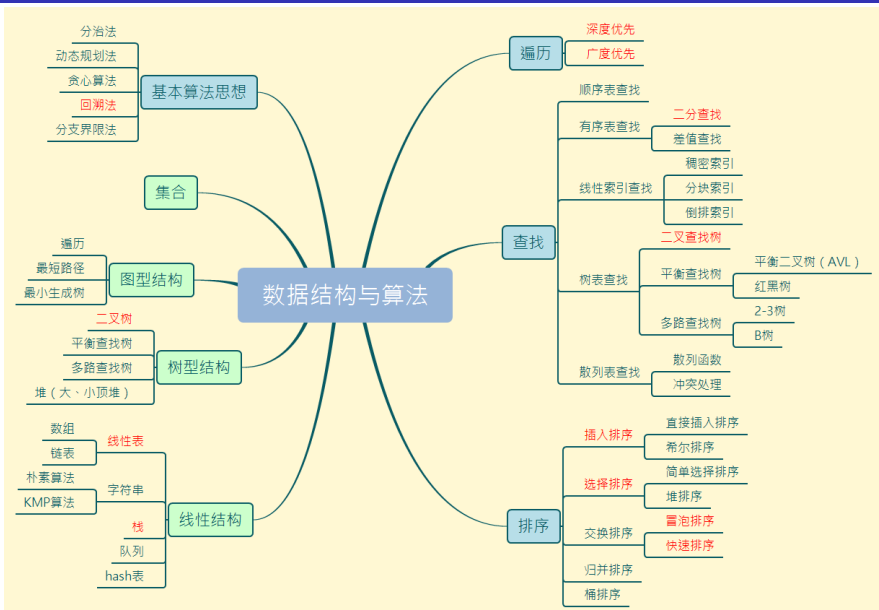 数据结构与算法
基本算法思想
分治法
动态规划法
贪心算法
回溯法
分支界限法
集合
图型结构
遍历
最短路径
最小生成树
树型结构
二叉树
平衡查找树
多路查找树
堆（大、小顶堆）
线性结构
线性表
数组
链表
字符串
朴素算法
KMP算法
栈
队列
hash表
遍历
深度优先
广度优先
查找
顺序表查找
有序表查找
二分查找
差值查找
线性索引查找
稠密索引
分块索引
倒排索引
树表查找
二叉查找树
平衡查找树
平衡二叉树（AVL）
红黑树
多路查找树
2-3树
B树
散列表查找
散列函数
冲突处理
排序
插入排序
直接插入排序
希尔排序
选择排序
简单选择排序
堆排序
交换排序
冒泡排序
快速排序
归并排序
桶排序